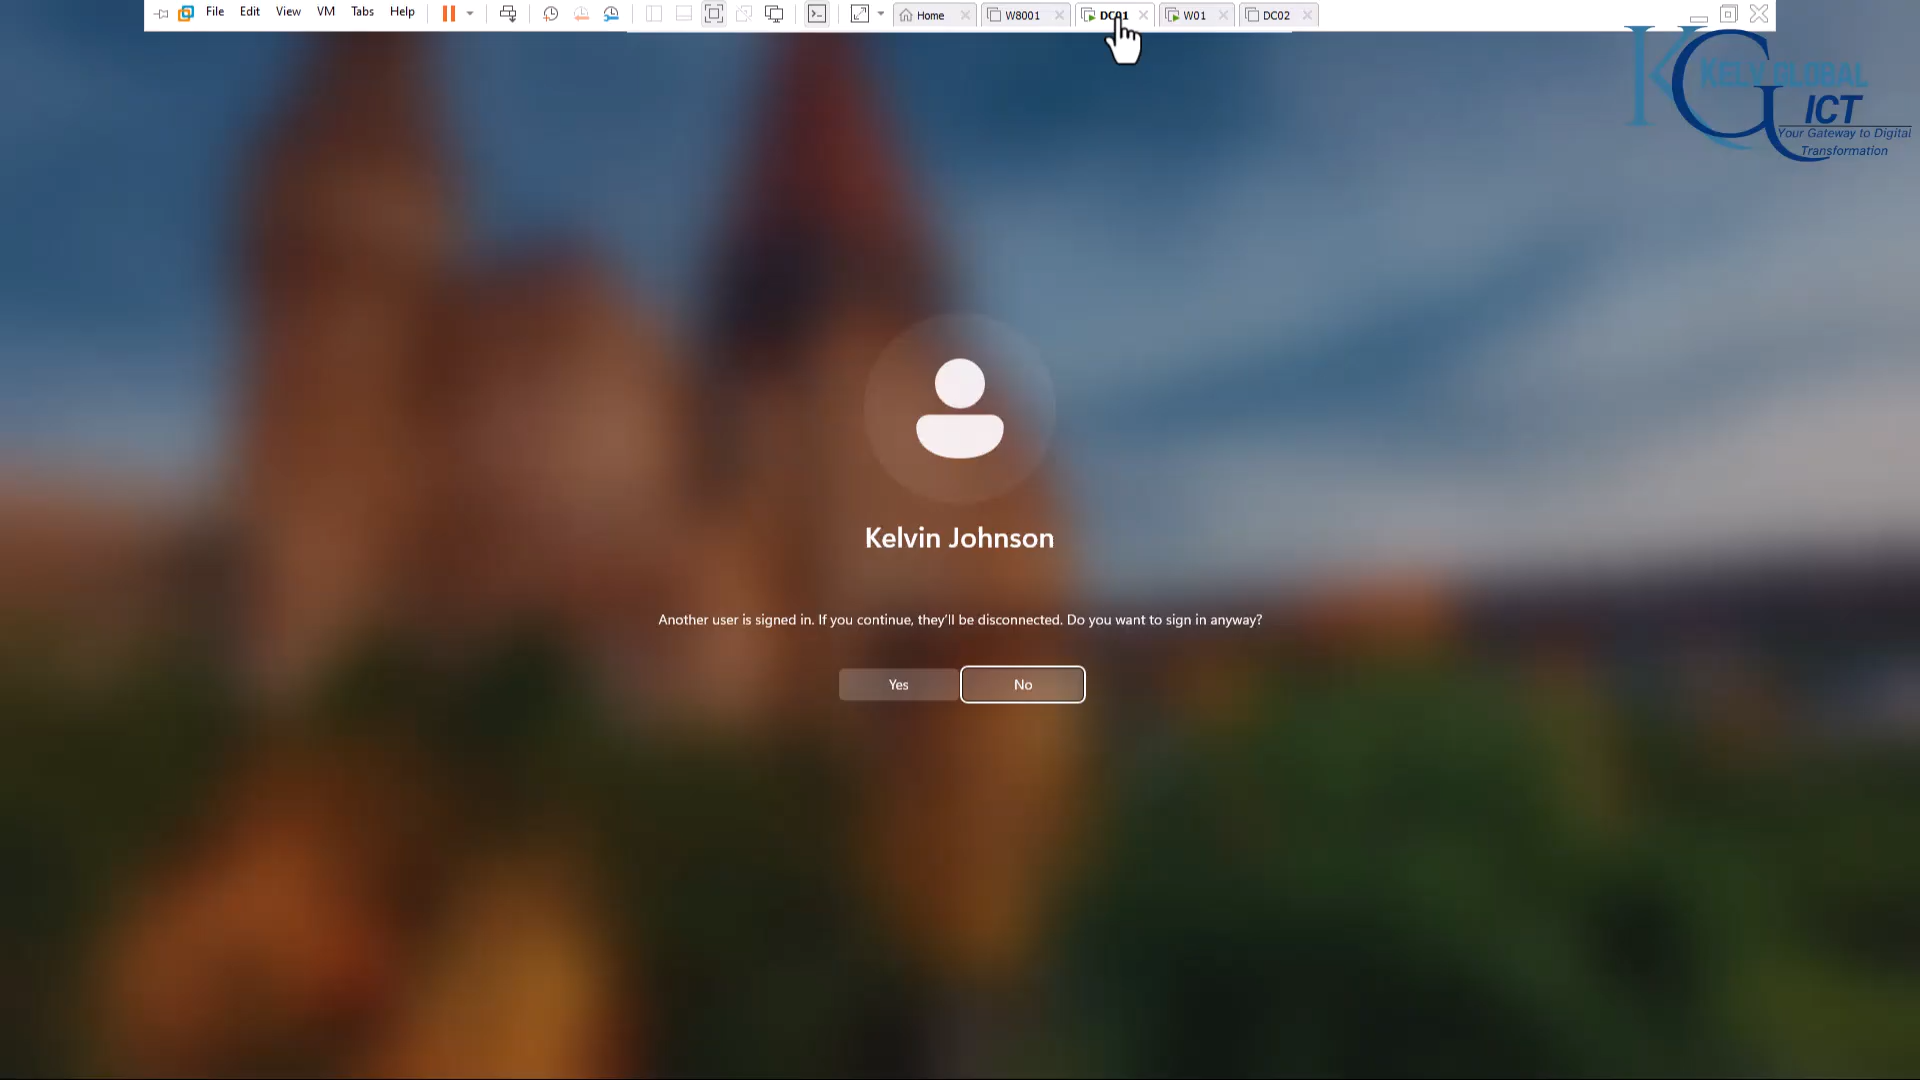 File Edit View VM Tabs Help Home W8001 DC01 W01 DC02
KELV GLOBAL
ICT
Your Gateway to Digital
Transformation
Kelvin Johnson
Another user is signed in. If you continue, they'll be disconnected. Do you want to sign in anyway?
Yes No